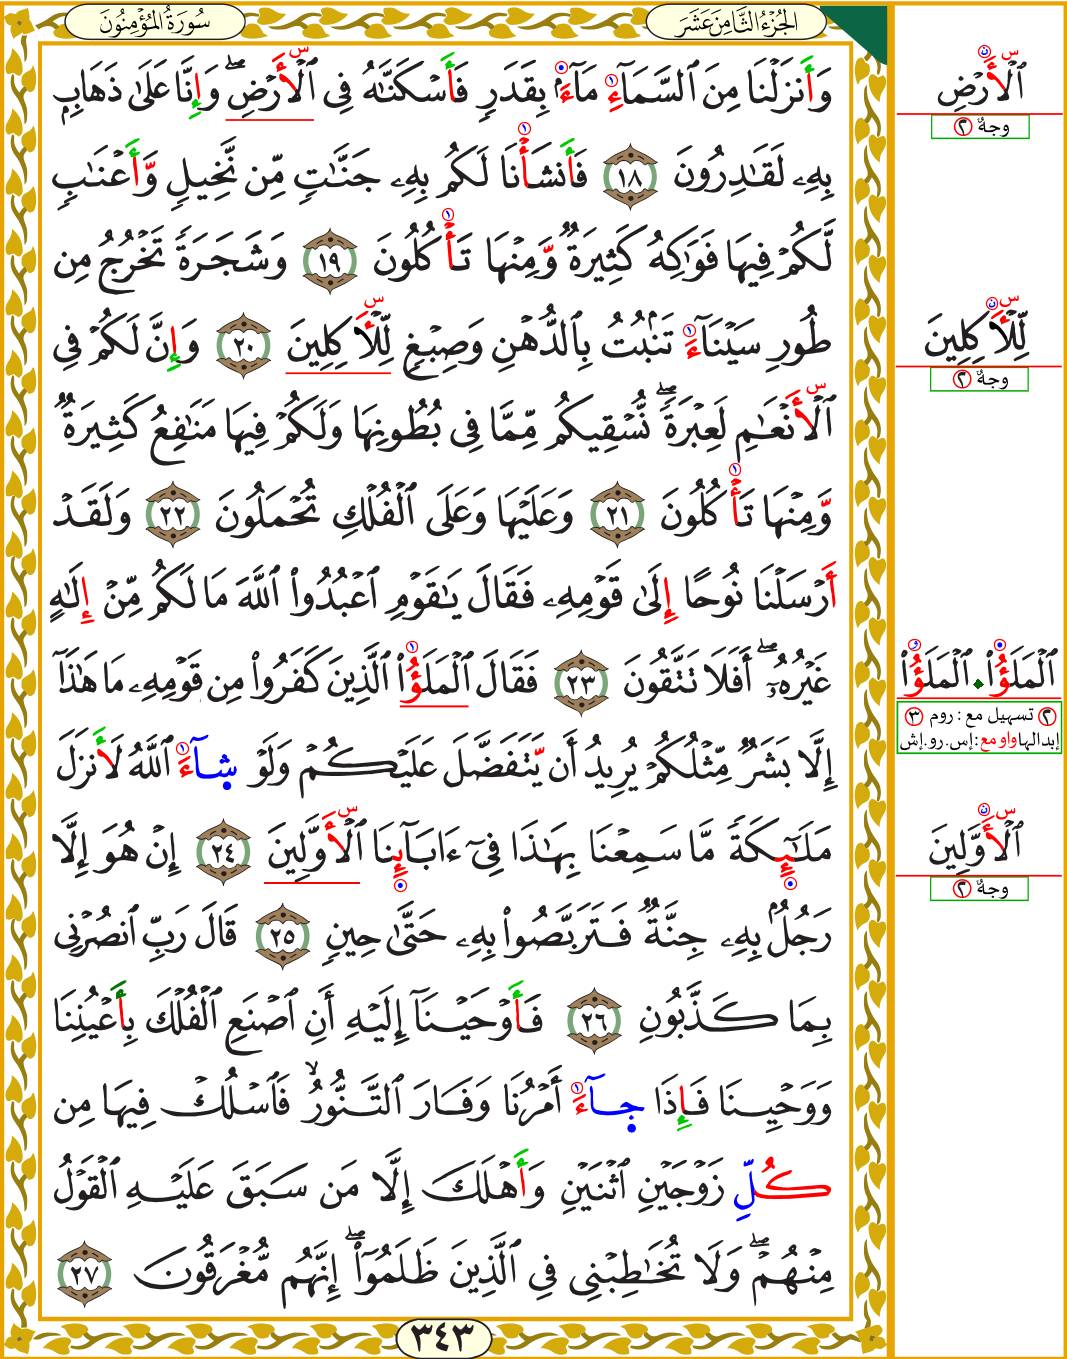 الجُزْءُ الثَّامِنَ عَشَرَ
سُورَةُ المُؤْمِنُونَ
وَأَنزَلْنَا مِنَ ٱلسَّمَآءِ مَآءًۢ بِقَدَرٍ فَأَسْكَنَّٰهُ فِى ٱلْأَرْضِ ۖ وَإِنَّا عَلَىٰ ذَهَابٍۭ
بِهِۦ لَقَٰدِرُونَ ١٨ فَأَنشَأْنَا لَكُم بِهِۦ جَنَّٰتٍ مِّن نَّخِيلٍ وَّأَعْنَٰبٍ
لَّكُمْ فِيهَا فَوَٰكِهُ كَثِيرَةٌ وَّمِنْهَا تَأْكُلُونَ ١٩ وَشَجَرَةً تَخْرُجُ مِن
طُورِ سَيْنَآءَ تَنۢبُتُ بِٱلدُّهْنِ وَصِبْغٍ لِّلْأٓكِلِينَ ٢٠ وَإِنَّ لَكُمْ فِى
ٱلْأَنْعَٰمِ لَعِبْرَةً ۖ نُّسْقِيكُم مِّمَّا فِى بُطُونِهَا وَلَكُمْ فِيهَا مَنَٰفِعُ كَثِيرَةٌ
وَّمِنْهَا تَأْكُلُونَ ٢١ وَعَلَيْهَا وَعَلَى ٱلْفُلْكِ تُحْمَلُونَ ٢٢ وَلَقَدْ
أَرْسَلْنَا نُوحًا إِلَىٰ قَوْمِهِۦ فَقَالَ يَٰقَوْمِ ٱعْبُدُوا۟ ٱللَّهَ مَا لَكُم مِّنْ إِلَٰهٍ
غَيْرُهُۥٓ ۖ أَفَلَا تَتَّقُونَ ٢٣ فَقَالَ ٱلْمَلَؤُا۟ ٱلَّذِينَ كَفَرُوا۟ مِن قَوْمِهِۦ مَا هَٰذَآ
إِلَّا بَشَرٌ مِّثْلُكُمْ يُرِيدُ أَن يَّتَفَضَّلَ عَلَيْكُمْ وَلَوْ شَآءَ ٱللَّهُ لَأَنزَلَ
مَلَٰٓئِكَةً مَّا سَمِعْنَا بِهَٰذَا فِىٓ ءَابَآئِنَا ٱلْأَوَّلِينَ ٢٤ إِنْ هُوَ إِلَّا
رَجُلٌۢ بِهِۦ جِنَّةٌ فَتَرَبَّصُوا۟ بِهِۦ حَتَّىٰ حِينٍ ٢٥ قَالَ رَبِّ ٱنصُرْنِى
بِمَا كَذَّبُونِ ٢٦ فَأَوْحَيْنَآ إِلَيْهِ أَنِ ٱصْنَعِ ٱلْفُلْكَ بِأَعْيُنِنَا
وَوَحْيِنَا فَإِذَا جَآءَ أَمْرُنَا وَفَارَ ٱلتَّنُّورُ ۙ فَٱسْلُكْ فِيهَا مِن
كُلِّ زَوْجَيْنِ ٱثْنَيْنِ وَأَهْلَكَ إِلَّا مَن سَبَقَ عَلَيْهِ ٱلْقَوْلُ
مِنْهُمْ ۖ وَلَا تُخَٰطِبْنِى فِى ٱلَّذِينَ ظَلَمُوٓا۟ ۖ إِنَّهُم مُّغْرَقُونَ ٢٧
٣٤٣
ٱلْأَرْضِ
٢ وجهٌ
لِّلْأٓكِلِينَ
٢ وجهٌ
ٱلْمَلَؤُا۟ . ٱلْمَلَؤُا۟
٢ تسهيل مع : روم ٣
إبدالها واو مع : إس . رو . إش
ٱلْأَوَّلِينَ
٢ وجهٌ